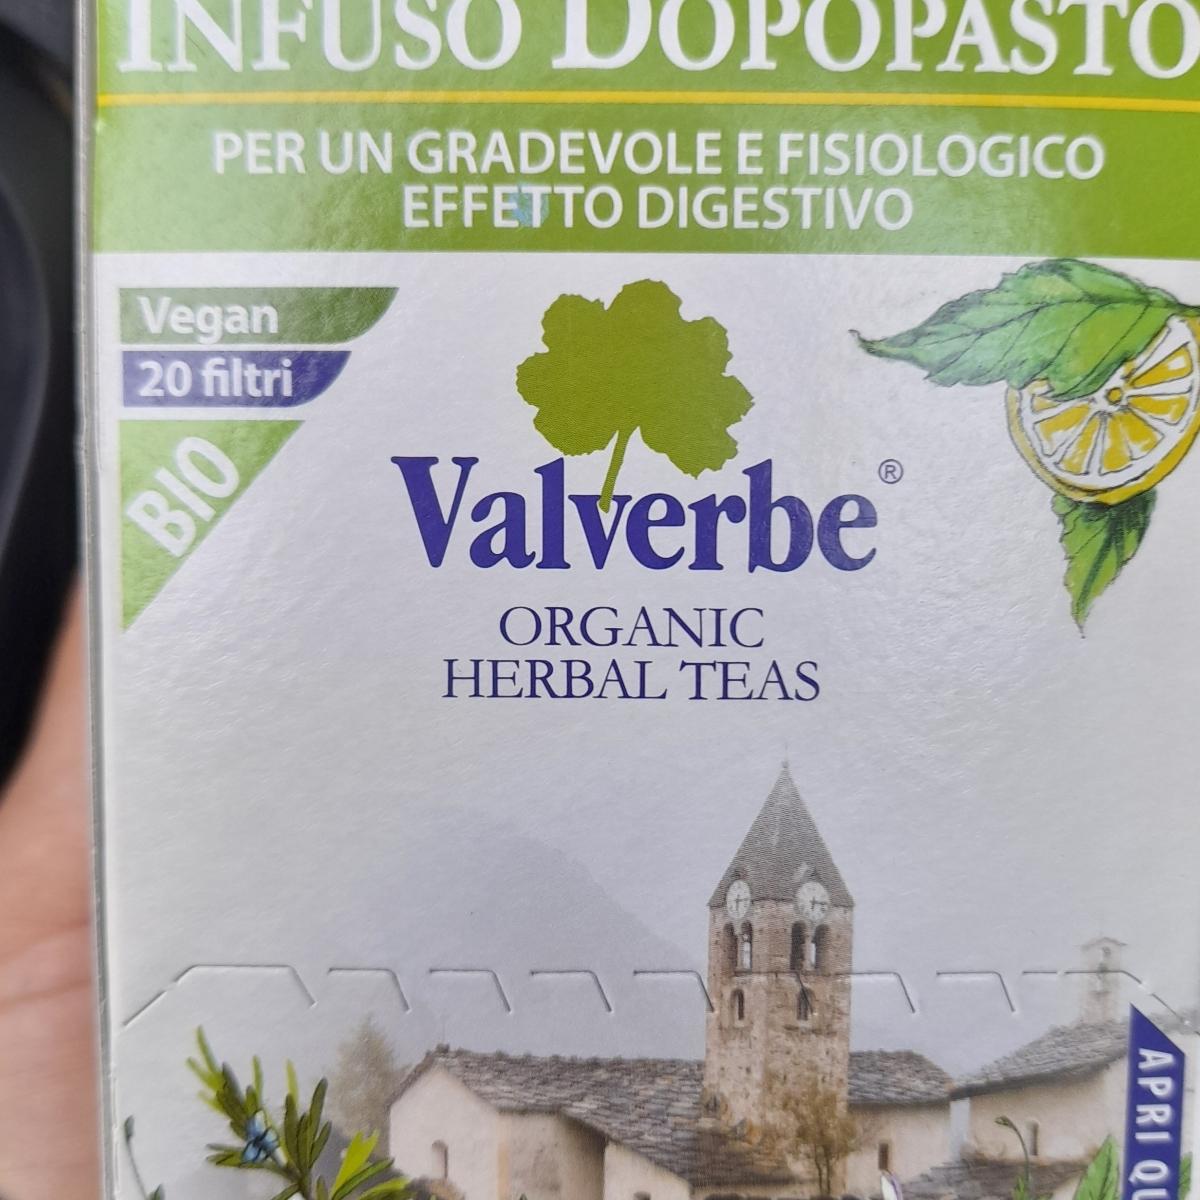 INFUSO DOPOPASTO
PER UN GRADEVOLE E FISIOLOGICO
EFFETTO DIGESTIVO
Vegan
20 filtri
BIO
Valverbe®
ORGANIC
HERBAL TEAS
APRI QU